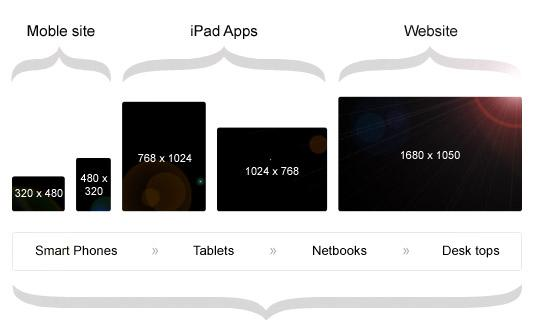 Moble site
iPad Apps
Website
320 x 480
480 x
320
768 x 1024
1024 x 768
1680 x 1050
Smart Phones » Tablets » Netbooks » Desk tops